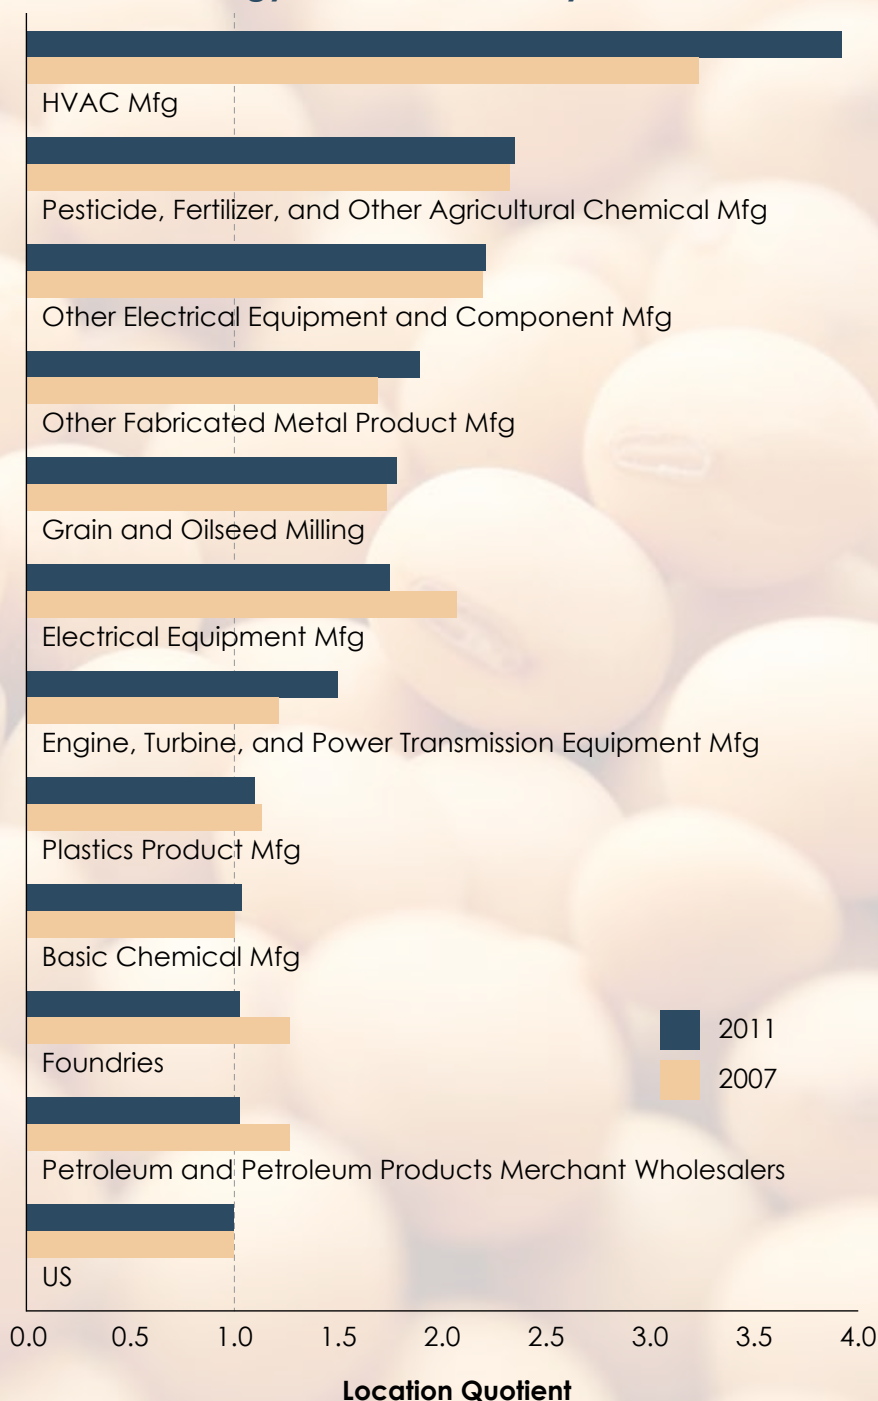 HVAC Mfg
Pesticide, Fertilizer, and Other Agricultural Chemical Mfg
Other Electrical Equipment and Component Mfg
Other Fabricated Metal Product Mfg
Grain and Oilseed Milling
Electrical Equipment Mfg
Engine, Turbine, and Power Transmission Equipment Mfg
Plastics Product Mfg
Basic Chemical Mfg
Foundries
2011
2007
Petroleum and Petroleum Products Merchant Wholesalers
US
0.0 0.5 1.0 1.5 2.0 2.5 3.0 3.5 4.0
Location Quotient